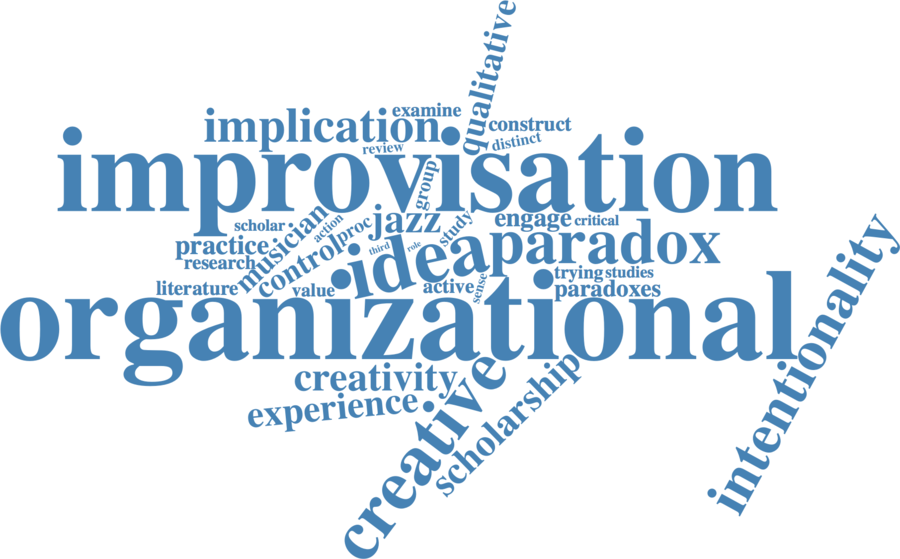 qualitative
implication
examine
construct
review
distinct
improvisation
group
scholar
musician
action
proc
jazz
study
engage
critical
practice
research
control
third
role
idea
paradox
literature
value
active
sense
trying
studies
paradoxes
organizational
intentionality
creativity
experience
creative
scholarship